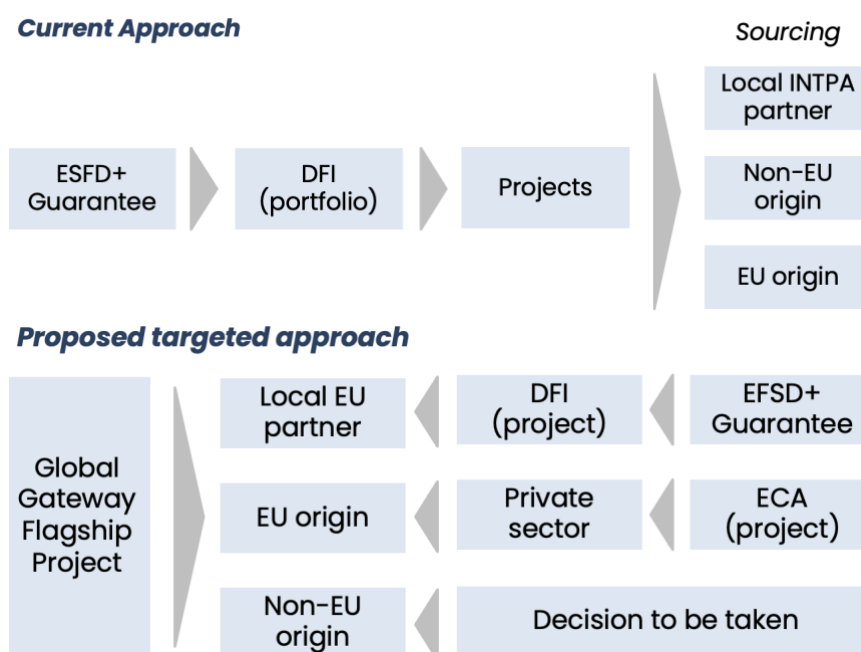 Current Approach
Sourcing
Local INTPA
partner
ESFD+
Guarantee
DFI
(portfolio)
Projects
Non-EU
origin
EU origin
Proposed targeted approach
Global
Gateway
Flagship
Project
Local EU
partner
DFI
(project)
EFSD+
Guarantee
EU origin
Private
sector
ECA
(project)
Non-EU
origin
Decision to be taken